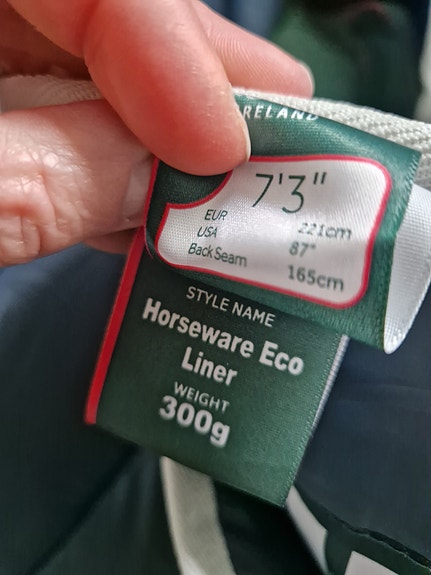 IRELAND
7'3"
EUR 221cm
USA 87"
Back Seam 165cm
STYLE NAME
Horseware Eco
Liner
WEIGHT
300g